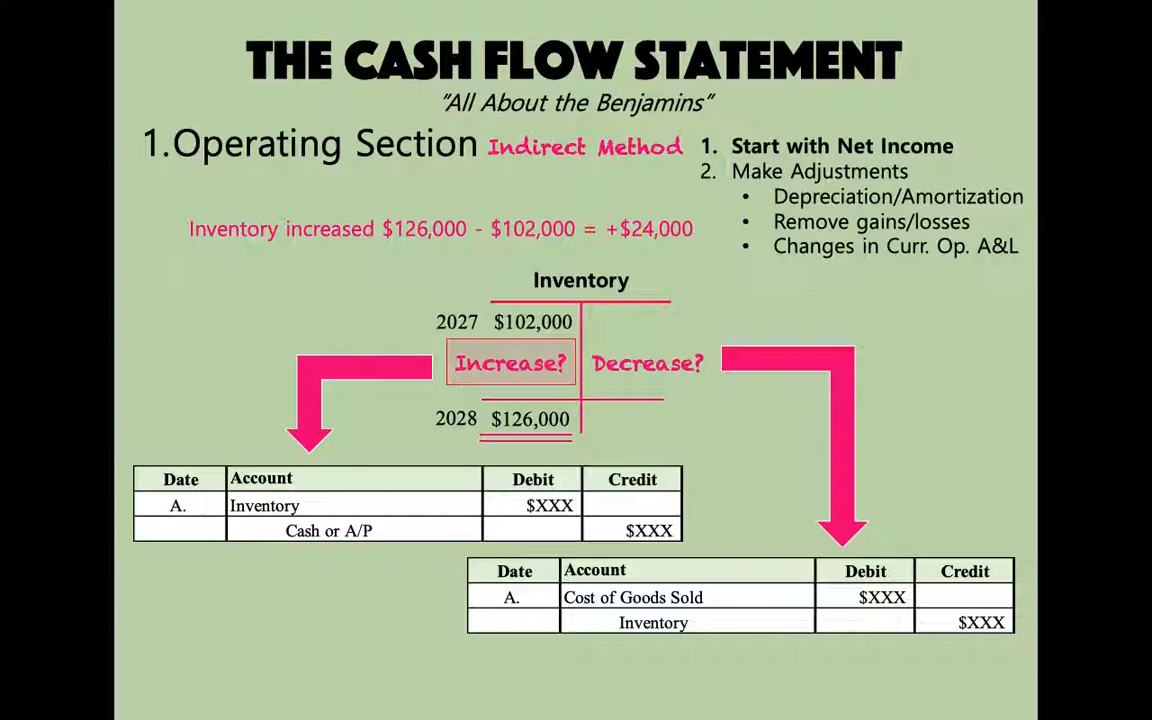 THE CASH FLOW STATEMENT
"All About the Benjamins"
1.Operating Section Indirect Method
1. Start with Net Income
2. Make Adjustments
• Depreciation/Amortization
• Remove gains/losses
• Changes in Curr. Op. A&L
Inventory increased $126,000 - $102,000 = +$24,000
Inventory
2027 $102,000
Increase? Decrease?
2028 $126,000
Date Account Debit Credit
A. Inventory $XXX
Cash or A/P $XXX
Date Account Debit Credit
A. Cost of Goods Sold $XXX
Inventory $XXX